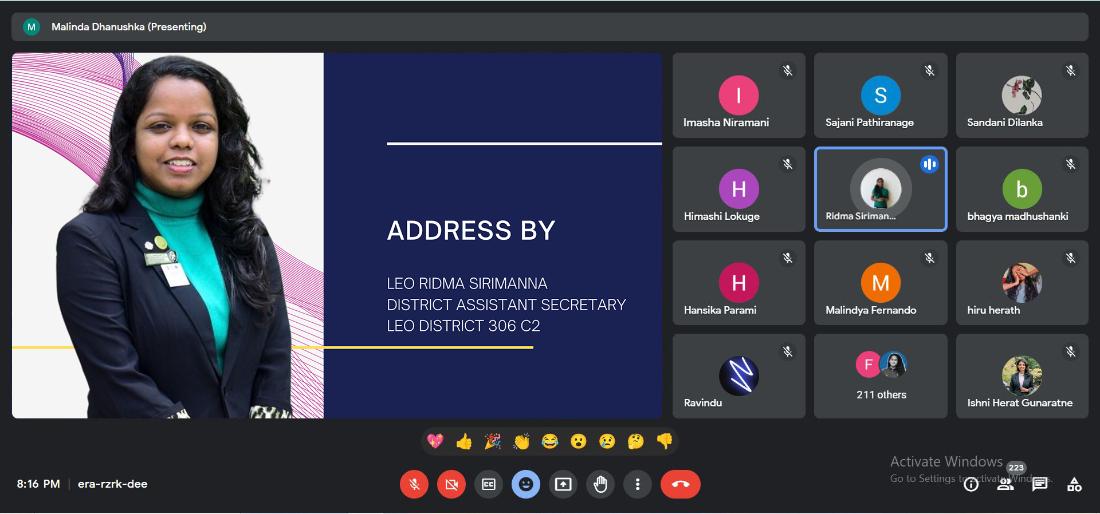 M Malinda Dhanushka (Presenting)
ADDRESS BY
LEO RIDMA SIRIMANNA
DISTRICT ASSISTANT SECRETARY
LEO DISTRICT 306 C2
I
Imasha Niramani
S
Sajani Pathiranage
Sandani Dilanka
H
Himashi Lokuge
Ridma Siriman...
b
bhagya madhushanki
H
Hansika Parami
M
Malindya Fernando
hiru herath
Ravindu
F
211 others
Ishni Herat Gunaratne
8:16 PM | era-rzrk-dee
CC
Activate Windows
Go to Settings to activate Windows.
223